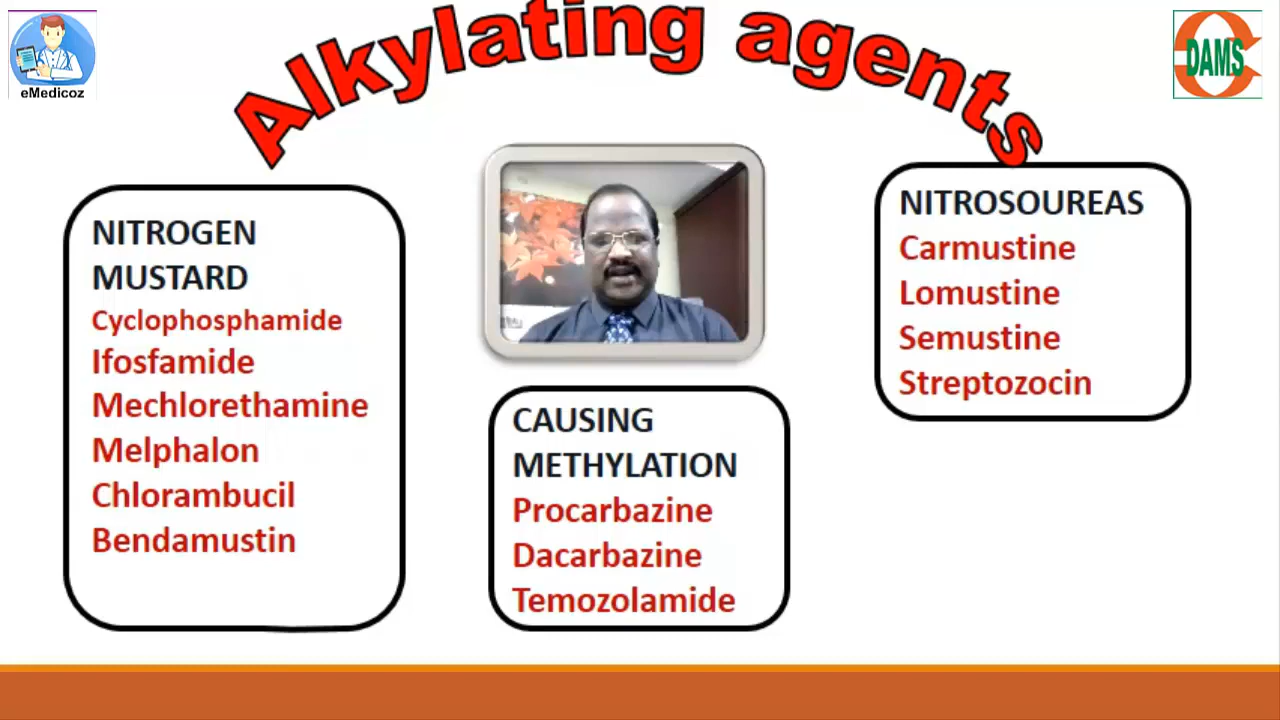 Alkylating agents
eMedicoz
DAMS
NITROGEN
MUSTARD
Cyclophosphamide
Ifosfamide
Mechlorethamine
Melphalon
Chlorambucil
Bendamustin
CAUSING
METHYLATION
Procarbazine
Dacarbazine
Temozolamide
NITROSOUREAS
Carmustine
Lomustine
Semustine
Streptozocin